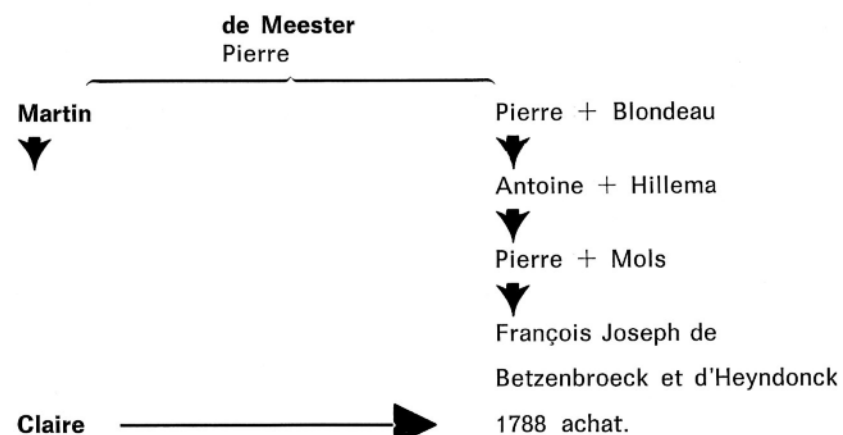 de Meester
Pierre
Martin
Pierre + Blondeau
Antoine + Hillema
Pierre + Mols
François Joseph de
Betzenbroeck et d'Heyndonck
Claire
1788 achat.